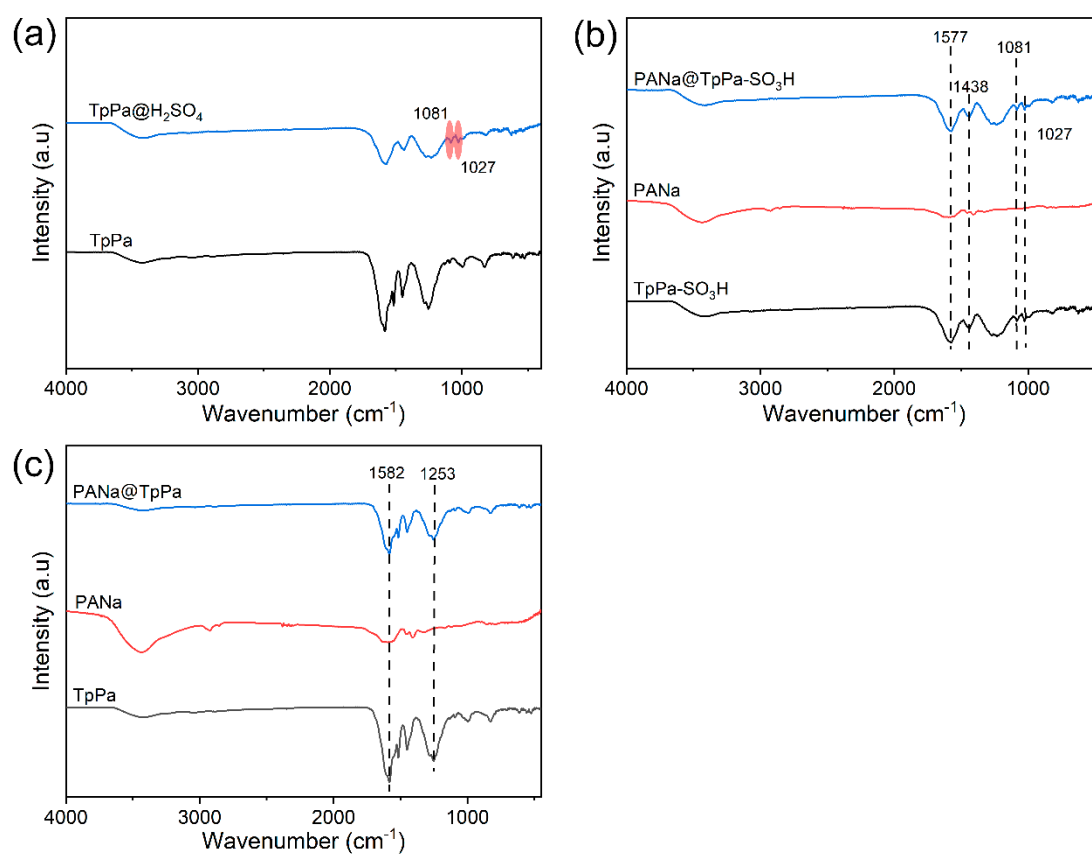 (a)
TpPa@H₂SO₄
1081
1027
TpPa
Intensity (a.u)
4000
3000
2000
1000
Wavenumber (cm⁻¹)
(b)
1577
1081
PANa@TpPa-SO₃H
1438
1027
PANa
TpPa-SO₃H
Intensity (a.u)
4000
3000
2000
1000
Wavenumber (cm⁻¹)
(c)
1582
1253
PANa@TpPa
PANa
TpPa
Intensity (a.u)
4000
3000
2000
1000
Wavenumber (cm⁻¹)